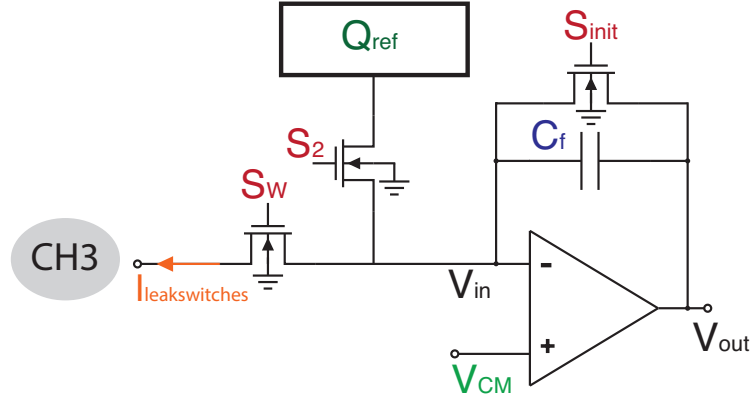 Qref
Sinit
S2
Cf
SW
CH3
Ileakswitches
Vin
-
+
Vout
VCM